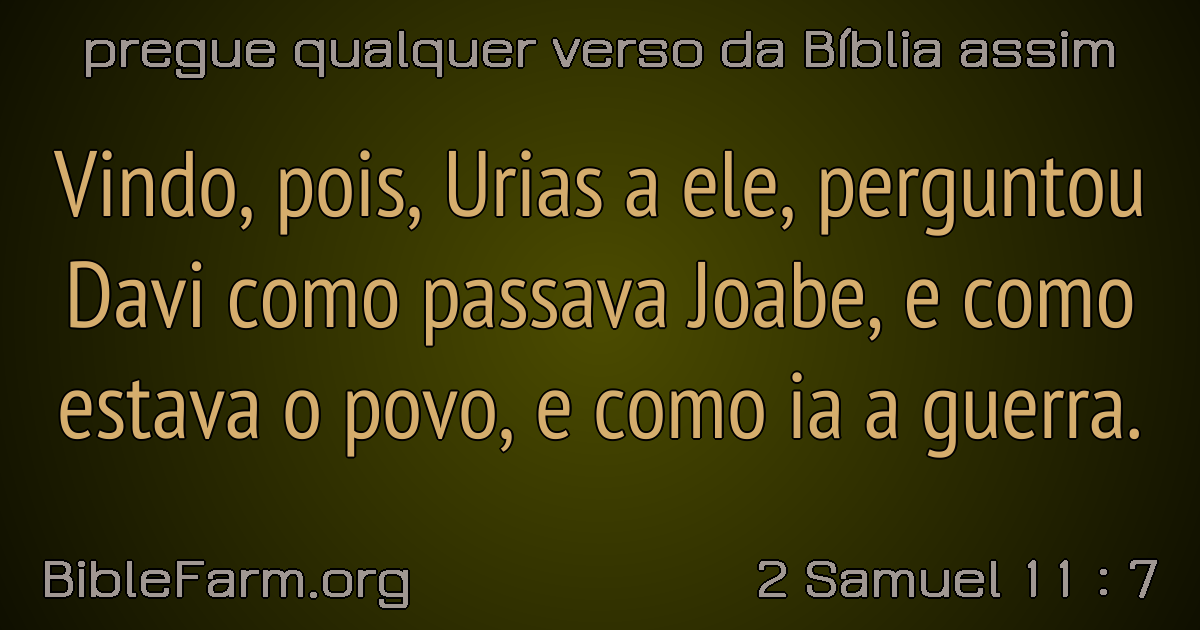 pregue qualquer verso da Bíblia assim
Vindo, pois, Urias a ele, perguntou
Davi como passava Joabe, e como
estava o povo, e como ia a guerra.
BibleFarm.org
2 Samuel 11 : 7